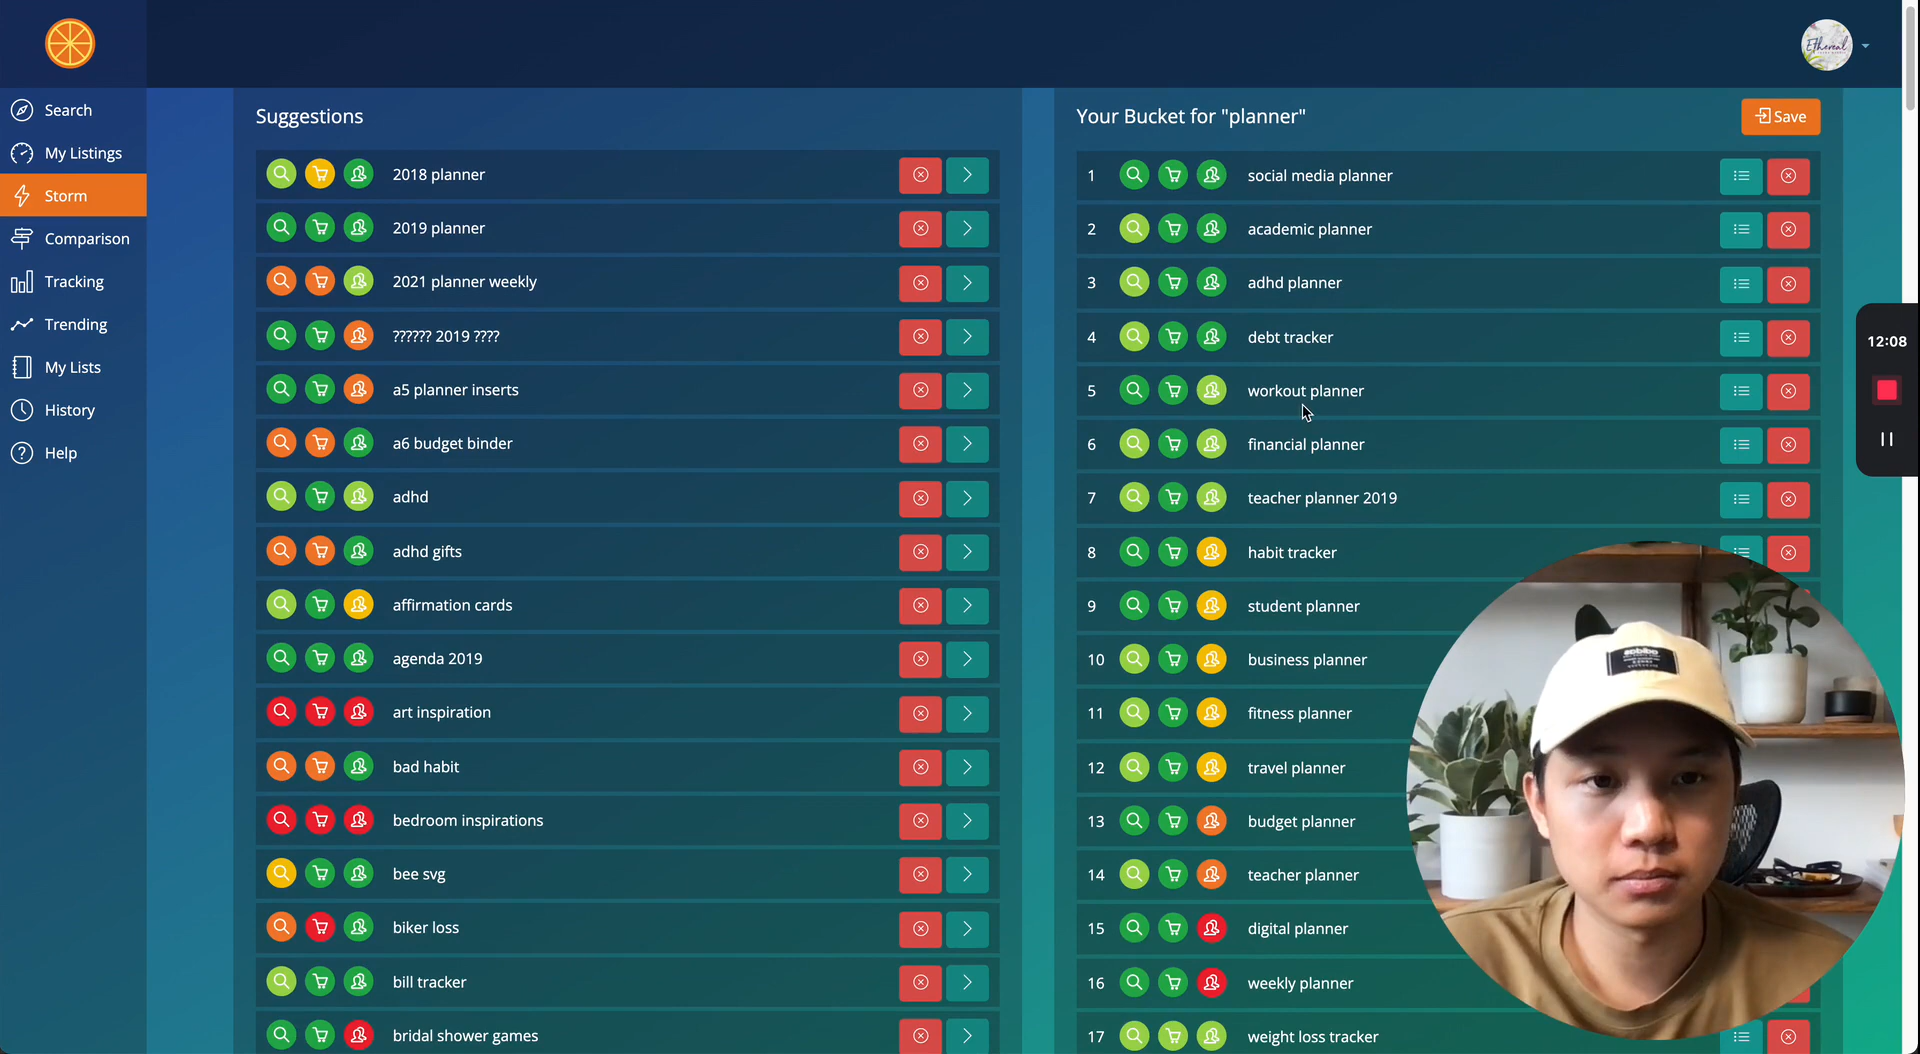 Ethereal
Search
My Listings
Storm
Comparison
Tracking
Trending
My Lists
History
Help
Suggestions
2018 planner
2019 planner
2021 planner weekly
?????? 2019 ????
a5 planner inserts
a6 budget binder
adhd
adhd gifts
affirmation cards
agenda 2019
art inspiration
bad habit
bedroom inspirations
bee svg
biker loss
bill tracker
bridal shower games
Your Bucket for "planner"
Save
1 social media planner
2 academic planner
3 adhd planner
4 debt tracker
5 workout planner
6 financial planner
7 teacher planner 2019
8 habit tracker
9 student planner
10 business planner
11 fitness planner
12 travel planner
13 budget planner
14 teacher planner
15 digital planner
16 weekly planner
17 weight loss tracker
12:08